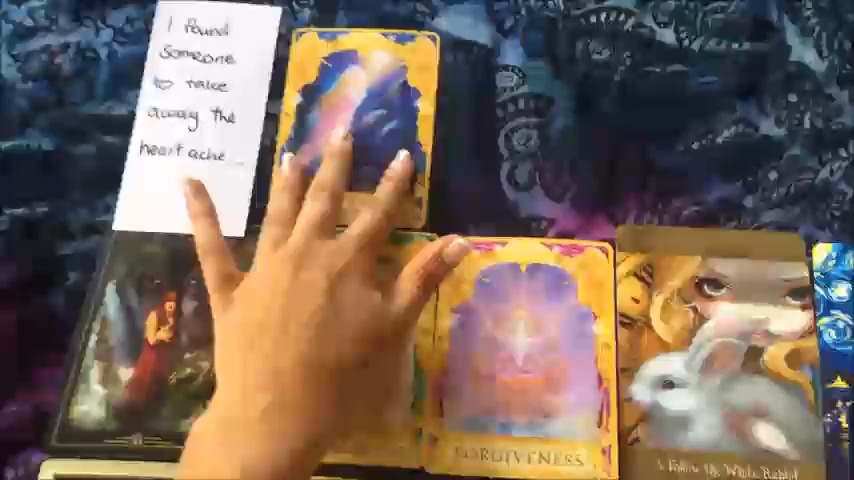 I found
someone
to take
away the
heartache...
FORGIVENESS
Follow the White Rabbit